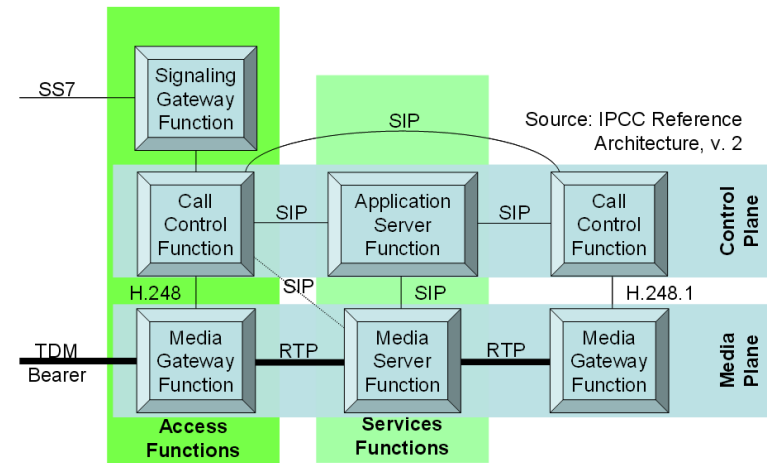 SS7
Signaling
Gateway
Function
SIP
Source: IPCC Reference
Architecture, v. 2
Call
Control
Function
SIP
Application
Server
Function
SIP
Call
Control
Function
Control
Plane
H.248
SIP
SIP
H.248.1
TDM
Bearer
Media
Gateway
Function
RTP
Media
Server
Function
RTP
Media
Gateway
Function
Media
Plane
Access
Functions
Services
Functions